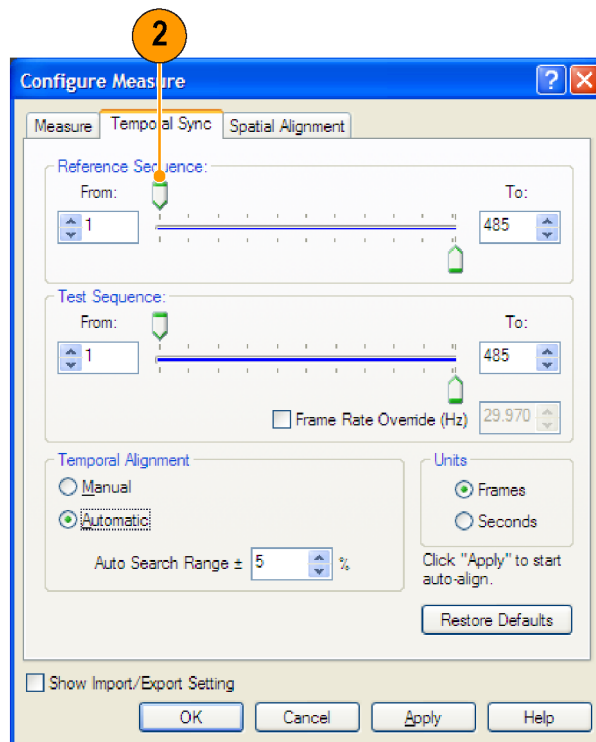 2
Configure Measure
Measure
Temporal Sync
Spatial Alignment
Reference Sequence:
From:
To:
1
485
Test Sequence:
From:
To:
1
485
Frame Rate Override (Hz)
29.970
Temporal Alignment
Manual
Automatic
Auto Search Range ± 5 %
Units
Frames
Seconds
Click "Apply" to start
auto-align.
Restore Defaults
Show Import/Export Setting
OK
Cancel
Apply
Help